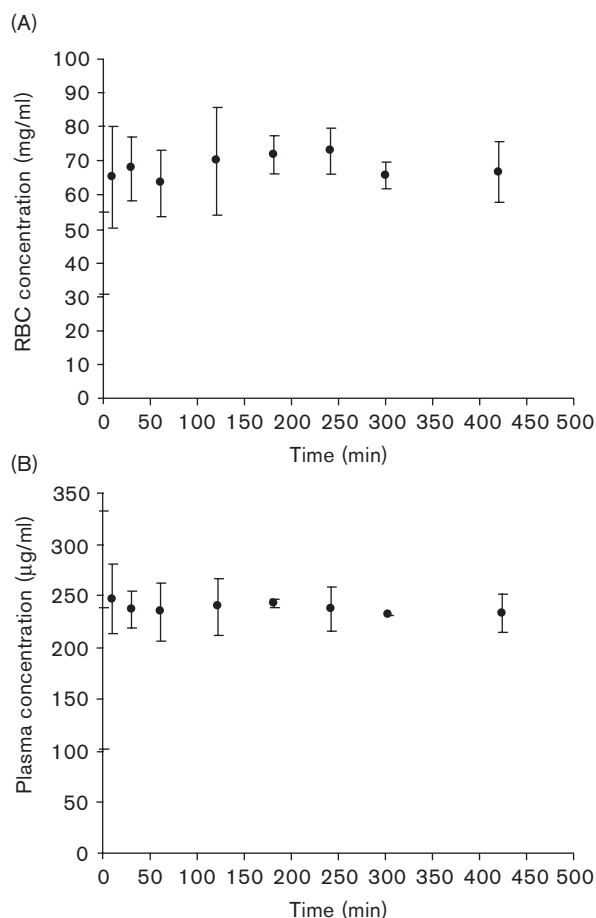 (A)
RBC concentration (mg/ml)
100
90
80
70
60
50
40
30
20
10
0
0 50 100 150 200 250 300 350 400 450 500
Time (min)
(B)
Plasma concentration (μg/ml)
350
300
250
200
150
100
50
0
0 50 100 150 200 250 300 350 400 450 500
Time (min)